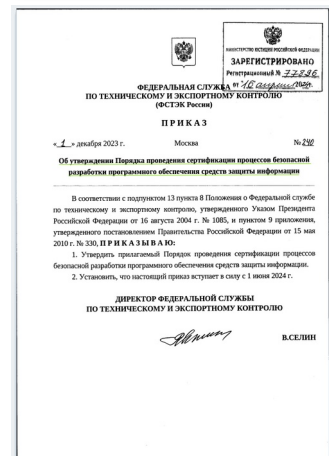 МИНИСТЕРСТВО ЮСТИЦИИ РОССИЙСКОЙ ФЕДЕРАЦИИ
ЗАРЕГИСТРИРОВАНО
Регистрационный № 77826
от "16" апреля 2024.
ФЕДЕРАЛЬНАЯ СЛУЖБА
ПО ТЕХНИЧЕСКОМУ И ЭКСПОРТНОМУ КОНТРОЛЮ
(ФСТЭК России)
ПРИКАЗ
« 1 » декабря 2023 г. Москва № 240
Об утверждении Порядка проведения сертификации процессов безопасной
разработки программного обеспечения средств защиты информации
В соответствии с подпунктом 13 пункта 8 Положения о Федеральной службе
по техническому и экспортному контролю, утвержденного Указом Президента
Российской Федерации от 16 августа 2004 г. № 1085, и пунктом 9 приложения,
утвержденного постановлением Правительства Российской Федерации от 15 мая
2010 г. № 330, ПРИКАЗЫВАЮ:
1. Утвердить прилагаемый Порядок проведения сертификации процессов
безопасной разработки программного обеспечения средств защиты информации.
2. Установить, что настоящий приказ вступает в силу с 1 июня 2024 г.
ДИРЕКТОР ФЕДЕРАЛЬНОЙ СЛУЖБЫ
ПО ТЕХНИЧЕСКОМУ И ЭКСПОРТНОМУ КОНТРОЛЮ
В.СЕЛИН